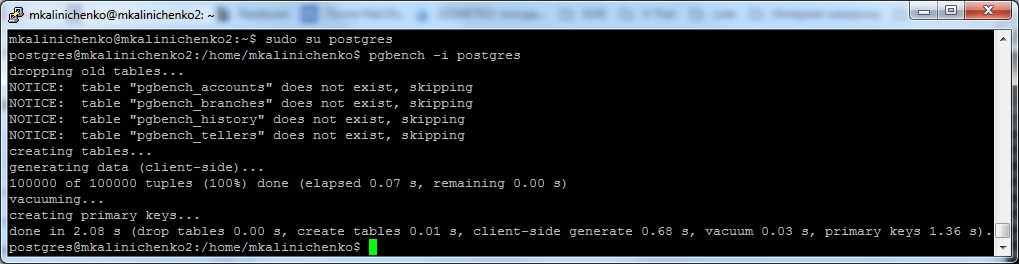 mkalinichenko@mkalinichenko2: ~
mkalinichenko@mkalinichenko2:~$ sudo su postgres
postgres@mkalinichenko2:/home/mkalinichenko$ pgbench -i postgres
dropping old tables...
NOTICE:  table "pgbench_accounts" does not exist, skipping
NOTICE:  table "pgbench_branches" does not exist, skipping
NOTICE:  table "pgbench_history" does not exist, skipping
NOTICE:  table "pgbench_tellers" does not exist, skipping
creating tables...
generating data (client-side)...
100000 of 100000 tuples (100%) done (elapsed 0.07 s, remaining 0.00 s)
vacuuming...
creating primary keys...
done in 2.08 s (drop tables 0.00 s, create tables 0.01 s, client-side generate 0.68 s, vacuum 0.03 s, primary keys 1.36 s).
postgres@mkalinichenko2:/home/mkalinichenko$